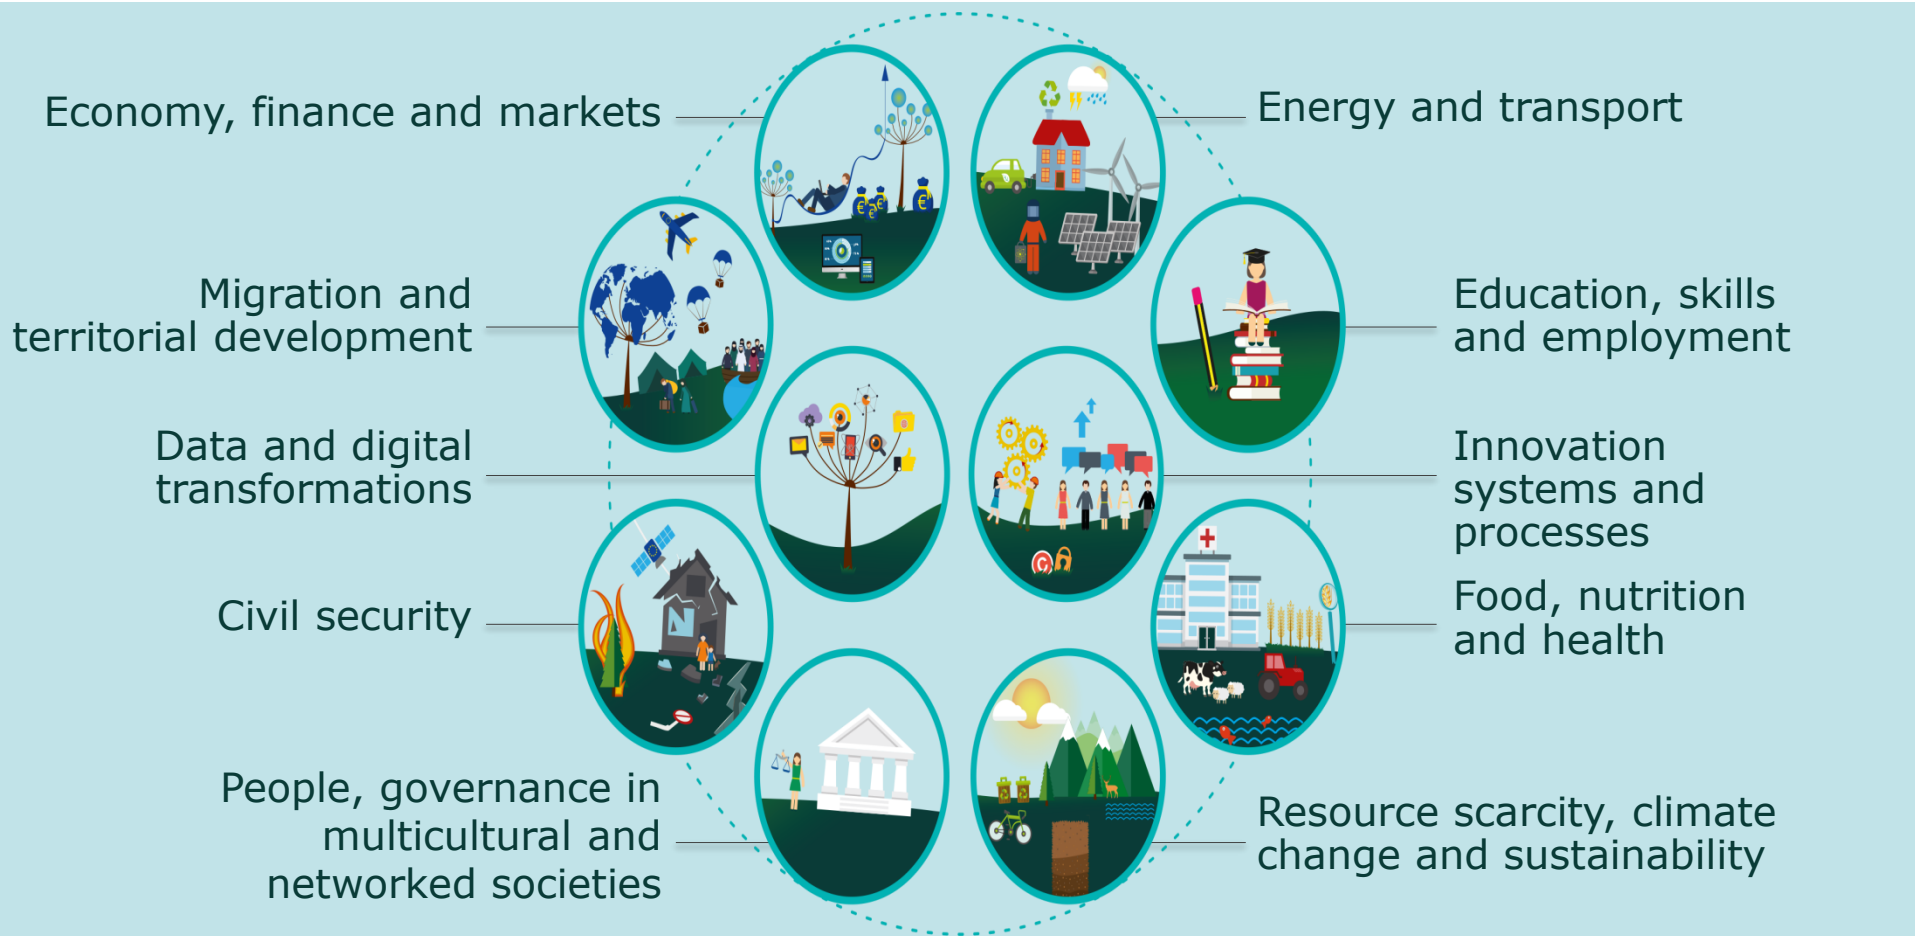 Economy, finance and markets
Energy and transport
Migration and
territorial development
Education, skills
and employment
Data and digital
transformations
Innovation
systems and
processes
Civil security
Food, nutrition
and health
People, governance in
multicultural and
networked societies
Resource scarcity, climate
change and sustainability
€
€
€
€
N
C